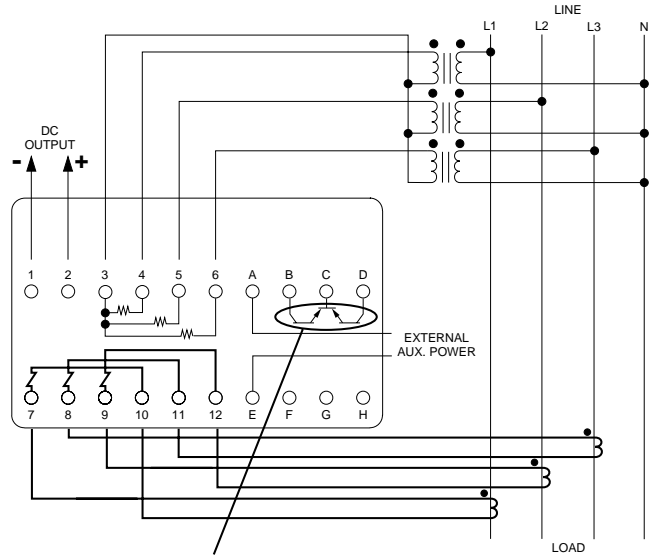 LINE
L1 L2 L3 N
DC
OUTPUT
- +
1 2 3 4 5 6 A B C D
EXTERNAL
AUX. POWER
7 8 9 10 11 12 E F G H
LOAD